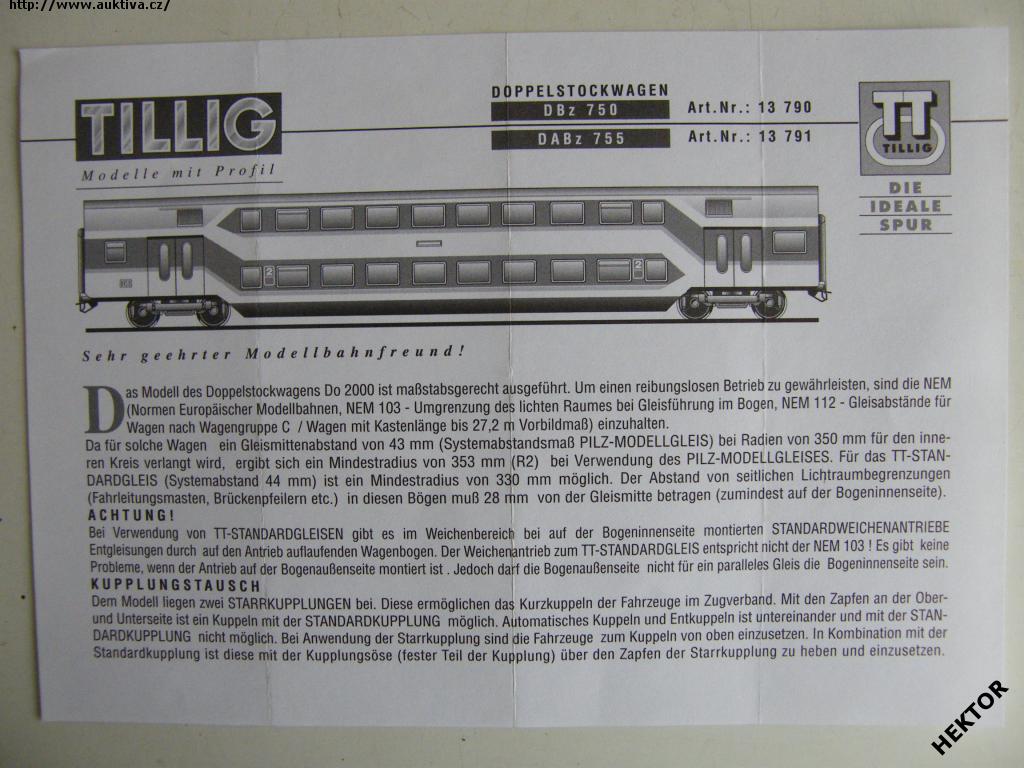 http://www.auktiva.cz/
TILLIG
Modelle mit Profil
DOPPELSTOCKWAGEN
DBz 750 Art.Nr.: 13 790
DABz 755 Art.Nr.: 13 791
TT
TILLIG
DIE
IDEALE
SPUR
2 2
Sehr geehrter Modellbahnfreund!
Das Modell des Doppelstockwagens Do 2000 ist maßstabsgerecht ausgeführt. Um einen reibungslosen Betrieb zu gewährleisten, sind die NEM
(Normen Europäischer Modellbahnen, NEM 103 - Umgrenzung des lichten Raumes bei Gleisführung im Bogen, NEM 112 - Gleisabstände für
Wagen nach Wagengruppe C / Wagen mit Kastenlänge bis 27,2 m Vorbildmaß) einzuhalten.
Da für solche Wagen ein Gleismittenabstand von 43 mm (Systemabstandsmaß PILZ-MODELLGLEIS) bei Radien von 350 mm für den inne-
ren Kreis verlangt wird, ergibt sich ein Mindestradius von 353 mm (R2) bei Verwendung des PILZ-MODELLGLEISES. Für das TT-STAN-
DARDGLEIS (Systemabstand 44 mm) ist ein Mindestradius von 330 mm möglich. Der Abstand von seitlichen Lichtraumbegrenzungen
(Fahrleitungsmasten, Brückenpfeilern etc.) in diesen Bögen muß 28 mm von der Gleismitte betragen (zumindest auf der Bogeninnenseite).
ACHTUNG!
Bei Verwendung von TT-STANDARDGLEISEN gibt es im Weichenbereich bei auf der Bogeninnenseite montierten STANDARDWEICHENANTRIEBE
Entgleisungen durch auf den Antrieb auflaufenden Wagenbogen. Der Weichenantrieb zum TT-STANDARDGLEIS entspricht nicht der NEM 103 ! Es gibt keine
Probleme, wenn der Antrieb auf der Bogenaußenseite montiert ist . Jedoch darf die Bogenaußenseite nicht für ein paralleles Gleis die Bogeninnenseite sein.
KUPPLUNGSTAUSCH
Dem Modell liegen zwei STARRKUPPLUNGEN bei. Diese ermöglichen das Kurzkuppeln der Fahrzeuge im Zugverband. Mit den Zapfen an der Ober-
und Unterseite ist ein Kuppeln mit der STANDARDKUPPLUNG möglich. Automatisches Kuppeln und Entkuppeln ist untereinander und mit der STAN-
DARDKUPPLUNG nicht möglich. Bei Anwendung der Starrkupplung sind die Fahrzeuge zum Kuppeln von oben einzusetzen. In Kombination mit der
Standardkupplung ist diese mit der Kupplungsöse (fester Teil der Kupplung) über den Zapfen der Starrkupplung zu heben und einzusetzen.
HEKTOR